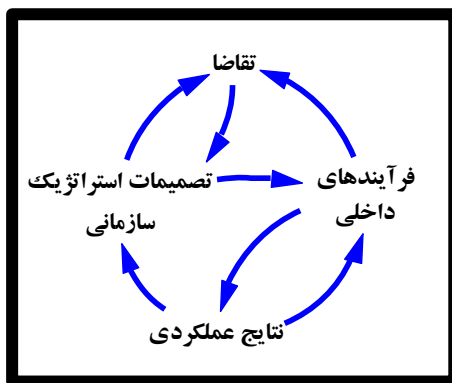 تقاضا
فرآیندهای
داخلی
تصمیمات استراتژیک
سازمانی
نتایج عملکردی